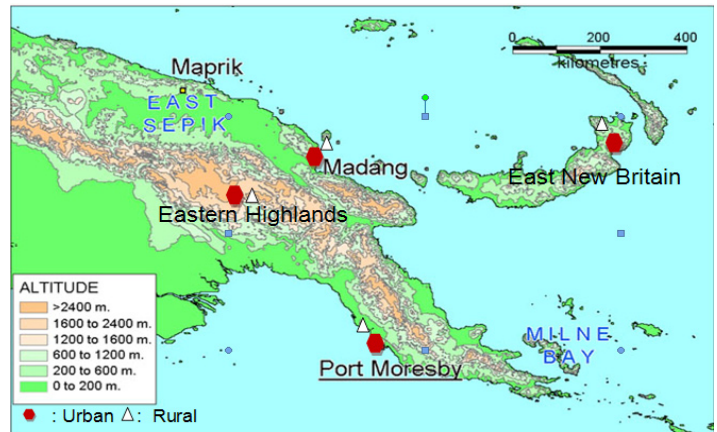 0 200 400
kilometres
Maprik
EAST
SEPIK
Madang
East New Britain
Eastern Highlands
ALTITUDE
>2400 m.
1600 to 2400 m.
1200 to 1600 m.
600 to 1200 m.
200 to 600 m.
0 to 200 m.
MILNE
BAY
Port Moresby
: Urban : Rural